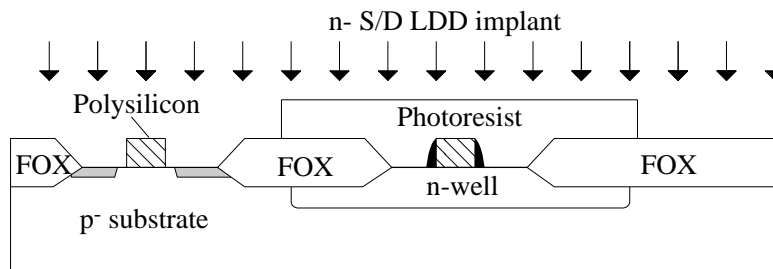 n- S/D LDD implant
Polysilicon
Photoresist
FOX
FOX
FOX
n-well
p- substrate